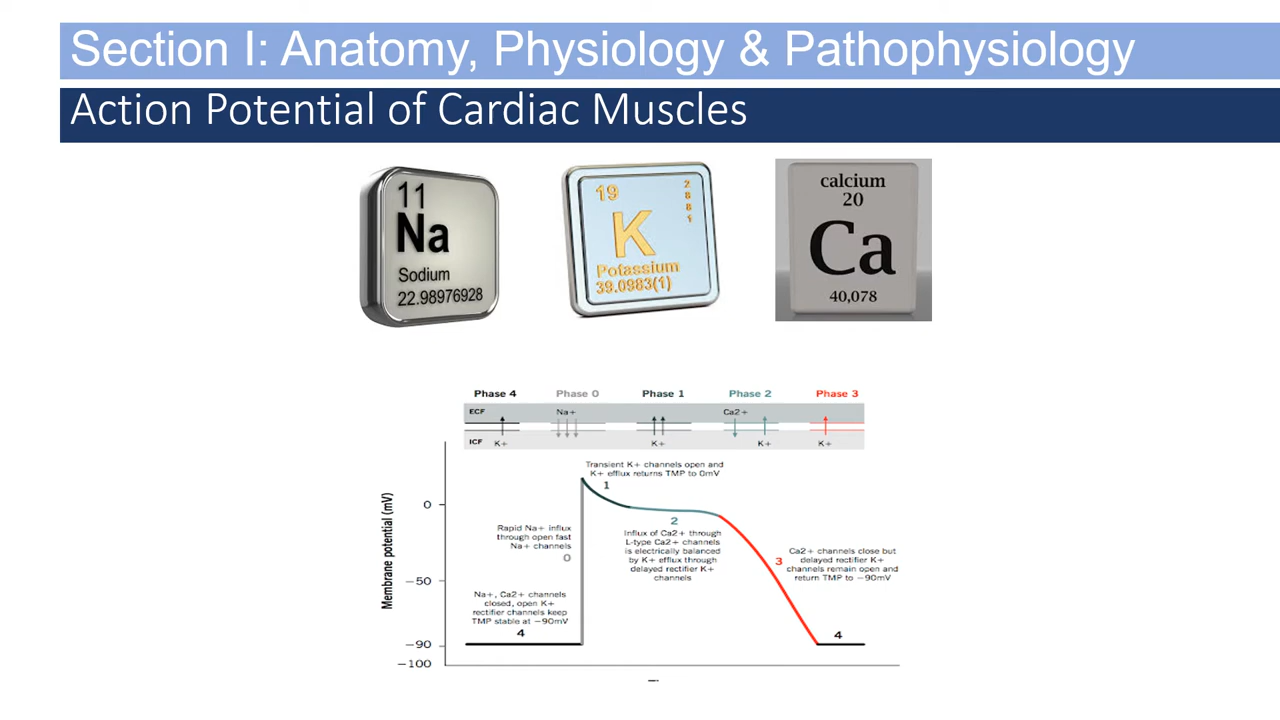 Section I: Anatomy, Physiology & Pathophysiology
Action Potential of Cardiac Muscles
11
Na
Sodium
22.98976928
19
2
8
8
1
K
Potassium
39.0983(1)
calcium
20
Ca
40,078
Phase 4
Phase 0
Phase 1
Phase 2
Phase 3
ECF
Na+
Ca2+
ICF
K+
K+
K+
K+
Transient K+ channels open and
K+ efflux returns TMP to 0mV
1
Membrane potential (mV)
0
−50
−90
−100
Rapid Na+ influx
through open fast
Na+ channels
0
2
Influx of Ca2+ through
L-type Ca2+ channels
is electrically balanced
by K+ efflux through
delayed rectifier K+
channels
3
Ca2+ channels close but
delayed rectifier K+
channels remain open and
return TMP to −90mV
Na+, Ca2+ channels
closed, open K+
rectifier channels keep
TMP stable at −90mV
4
4